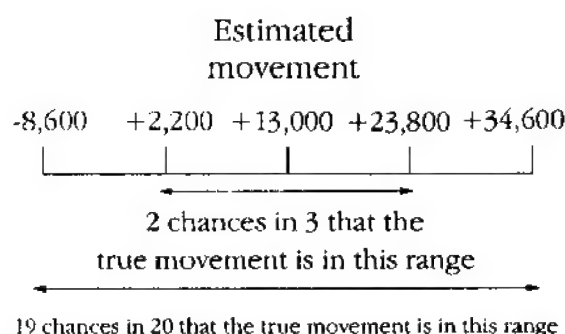 Estimated
movement
-8,600 +2,200 +13,000 +23,800 +34,600
2 chances in 3 that the
true movement is in this range
19 chances in 20 that the true movement is in this range